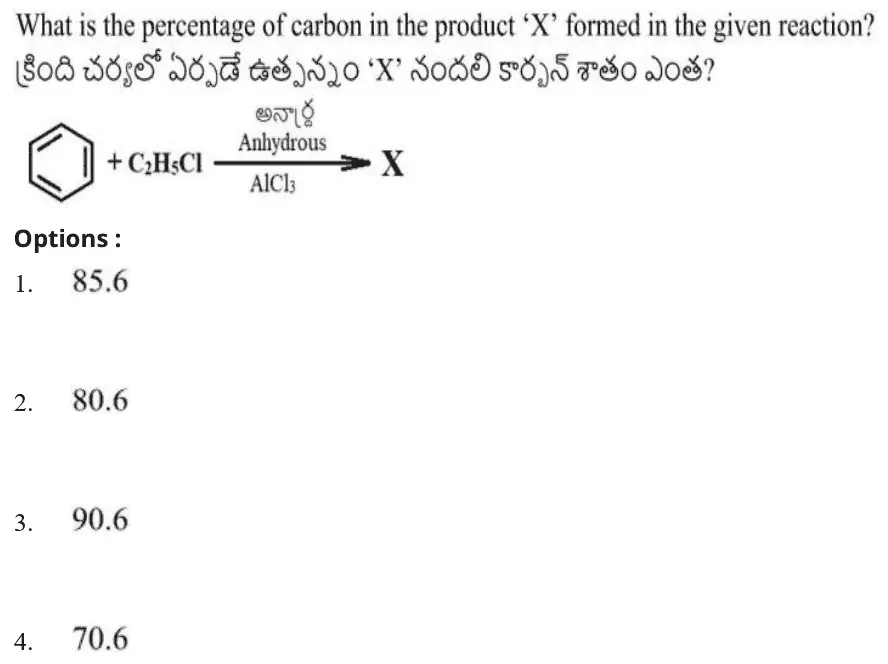 What is the percentage of carbon in the product ‘X’ formed in the given reaction?
క్రింది చర్యలో ఏర్పడే ఉత్పన్నం ‘X’ నందలి కార్బన్ శాతం ఎంత?
అనార్ద్ర
Anhydrous
+ C₂H₅Cl
X
AlCl₃
Options :
1. 85.6
2. 80.6
3. 90.6
4. 70.6